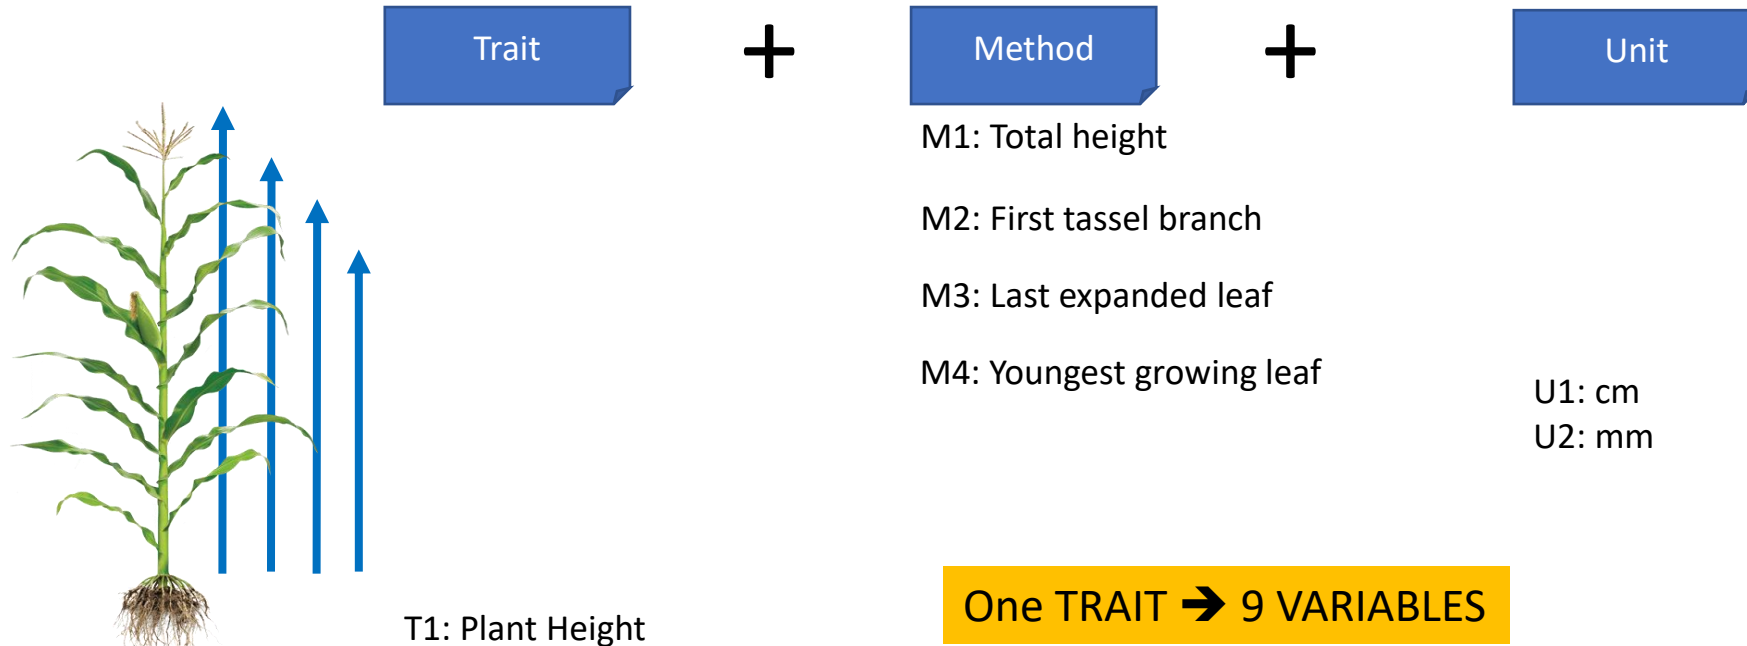 Trait + Method + Unit
M1: Total height
M2: First tassel branch
M3: Last expanded leaf
M4: Youngest growing leaf
U1: cm
U2: mm
One TRAIT ➔ 9 VARIABLES
T1: Plant Height